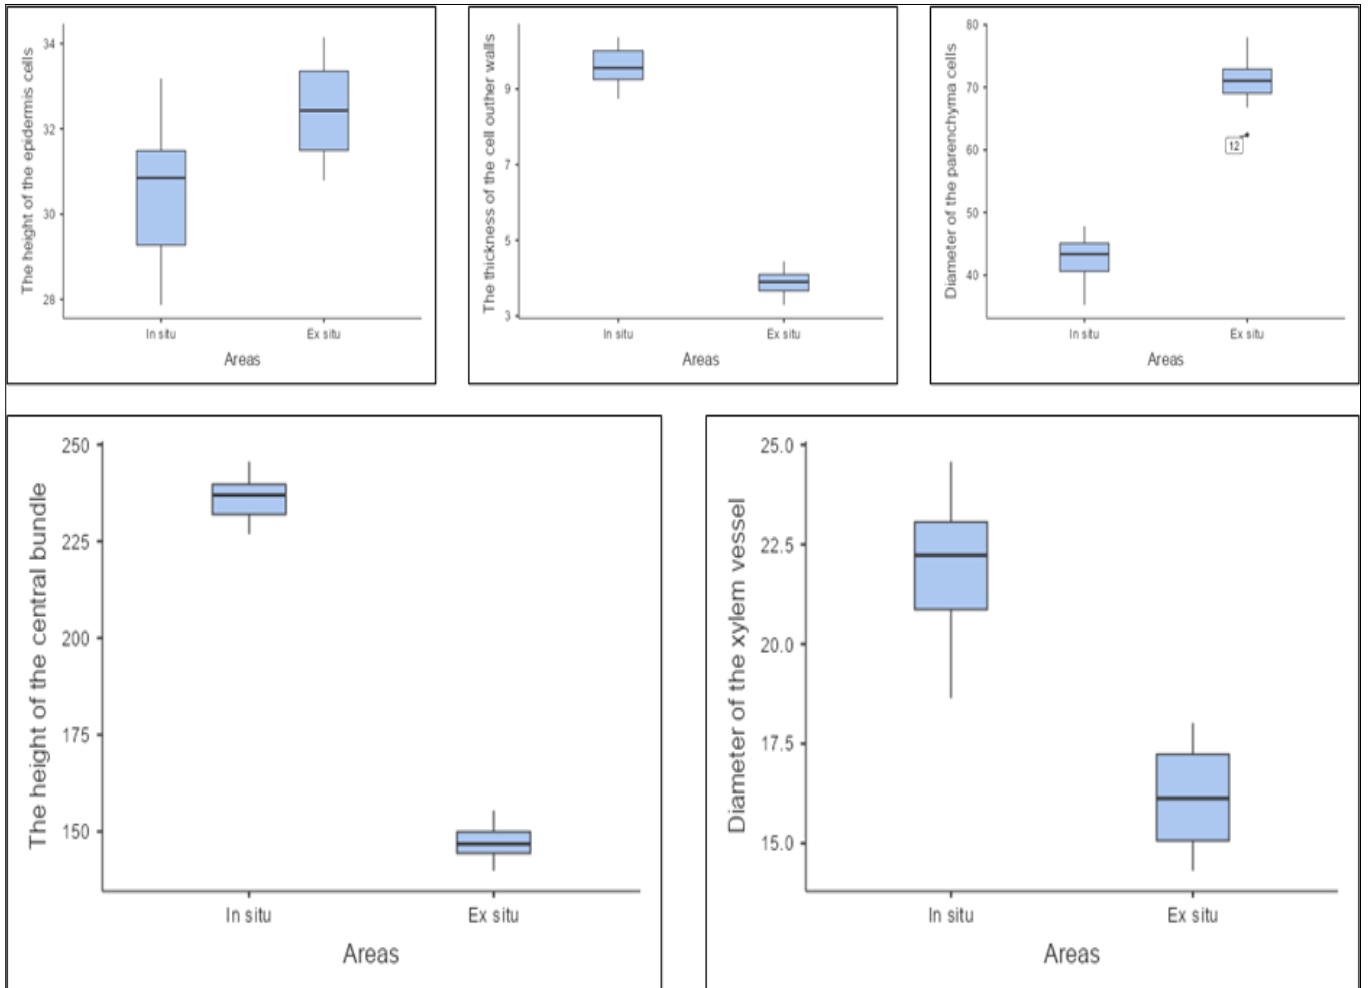 The height of the epidermis cells
34
32
30
28
In situ
Ex situ
Areas
The thickness of the cell outher walls
9
7
5
3
In situ
Ex situ
Areas
Diameter of the parenchyma cells
80
70
60
50
40
12
In situ
Ex situ
Areas
The height of the central bundle
250
225
200
175
150
In situ
Ex situ
Areas
Diameter of the xylem vessel
25.0
22.5
20.0
17.5
15.0
In situ
Ex situ
Areas